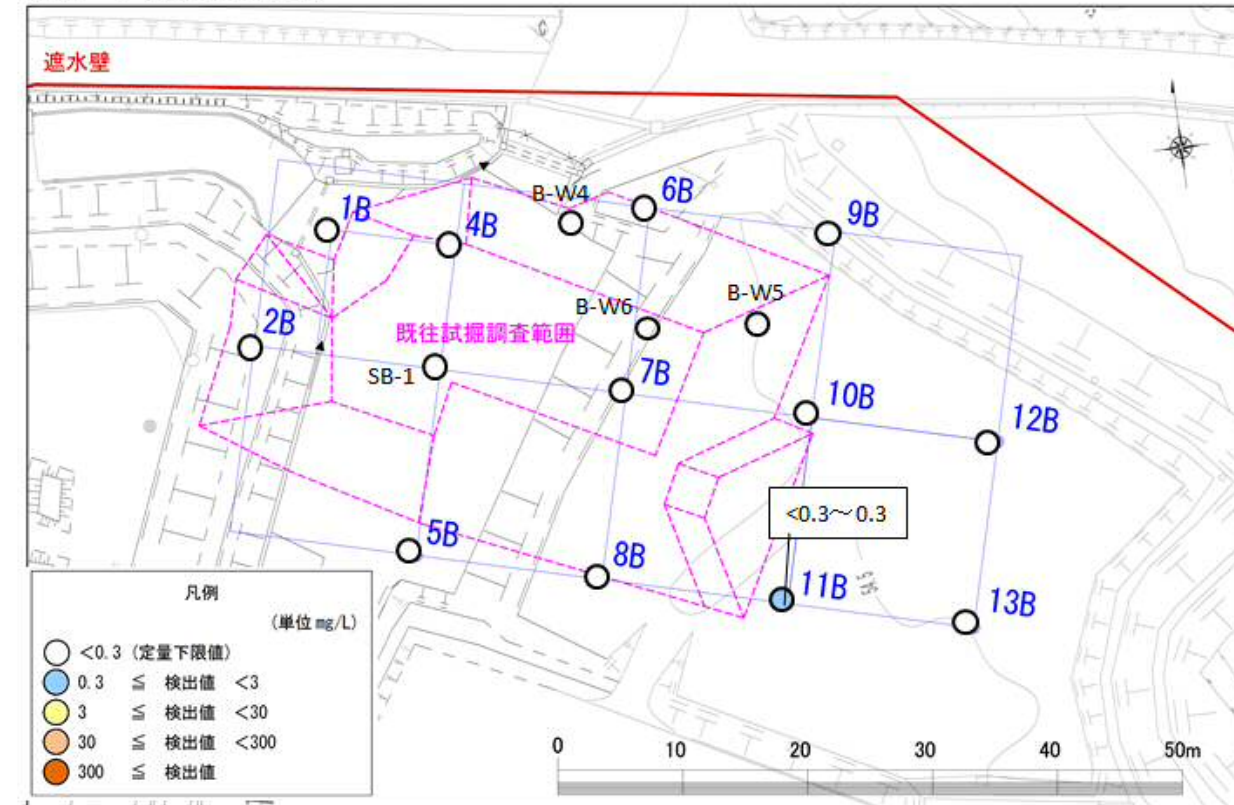 遮水壁
B-W4
6B
1B
4B
9B
B-W5
B-W6
2B
既往試掘調査範囲
SB-1
7B
10B
12B
<0.3～0.3
5B
8B
11B
13B
凡例
(単位 mg/L)
<0.3 (定量下限値)
0.3 ≦ 検出値 <3
3 ≦ 検出値 <30
30 ≦ 検出値 <300
300 ≦ 検出値
0 10 20 30 40 50m